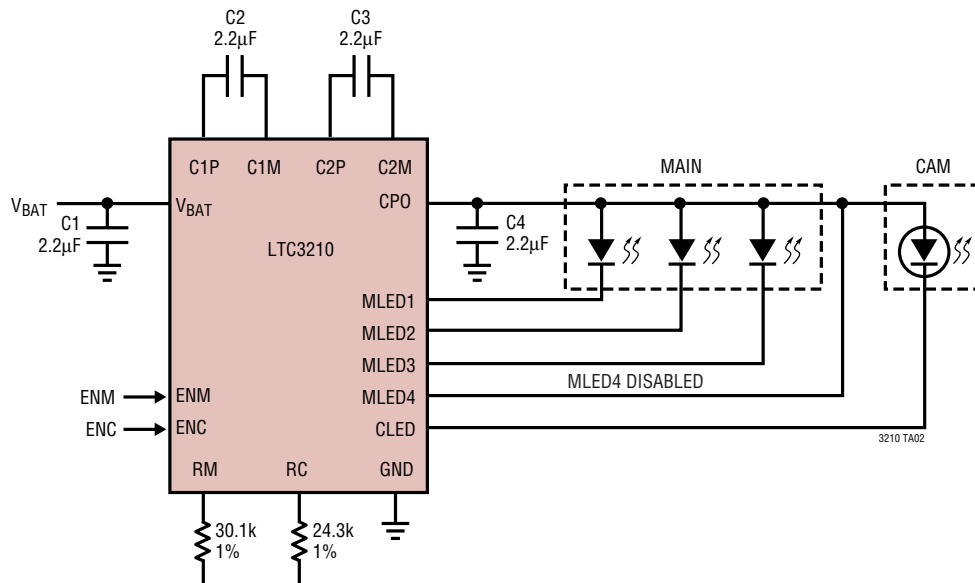 C2
2.2μF
C3
2.2μF
C1P C1M C2P C2M
MAIN
CAM
VBAT
VBAT
CPO
C1
2.2μF
C4
2.2μF
LTC3210
MLED1
MLED2
MLED3
MLED4 DISABLED
ENM
ENM
MLED4
ENC
ENC
CLED
3210 TA02
RM RC GND
30.1k
1%
24.3k
1%